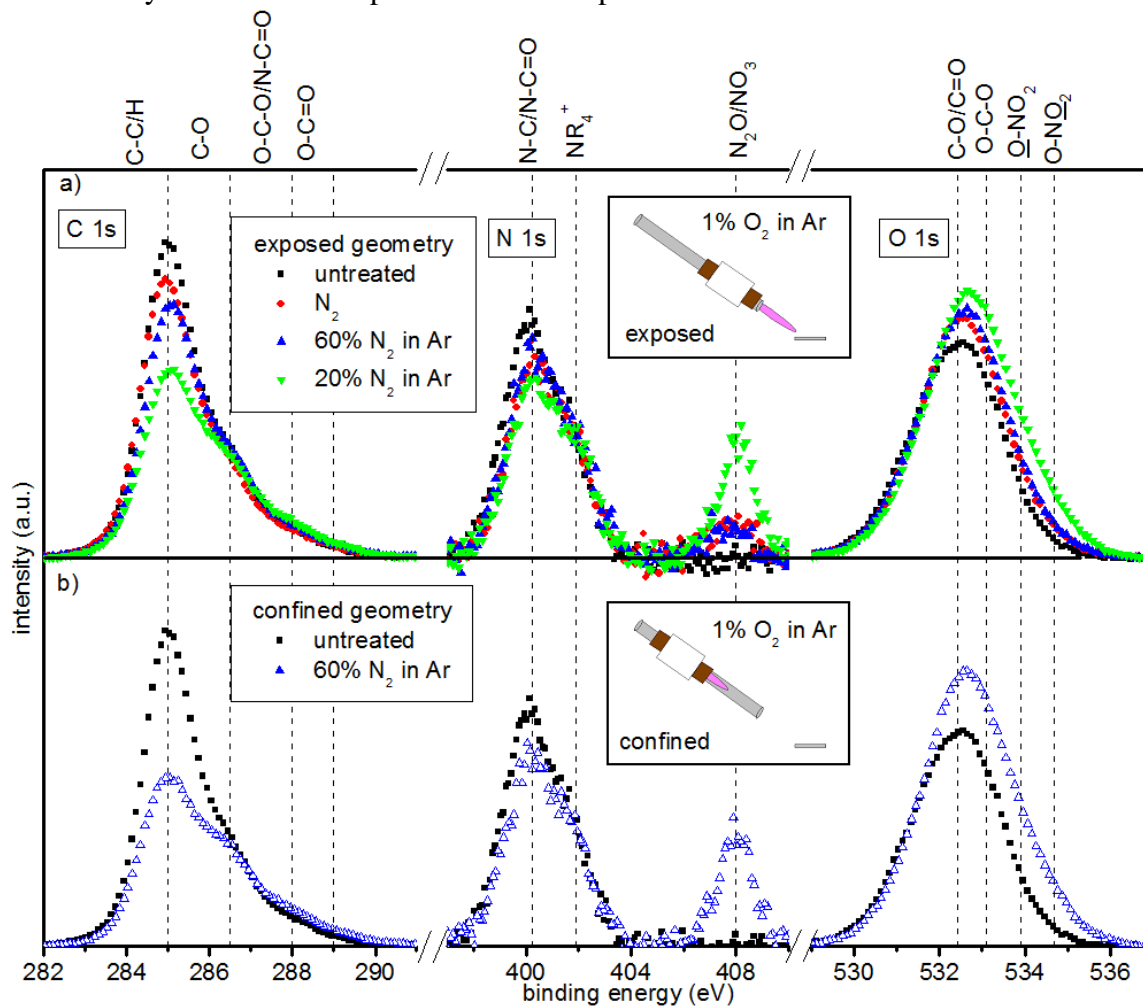 C-C/H
C-O
O-C-O/N-C=O
O-C=O
N-C/N-C=O
NR4+
N2O/NO3
C-O/C=O
O-C-O
O-NO2
O-NO2
a)
C 1s
exposed geometry
untreated
N2
60% N2 in Ar
20% N2 in Ar
N 1s
1% O2 in Ar
exposed
O 1s
intensity (a.u.)
b)
confined geometry
untreated
60% N2 in Ar
1% O2 in Ar
confined
282 284 286 288 290 400 404 408 530 532 534 536
binding energy (eV)